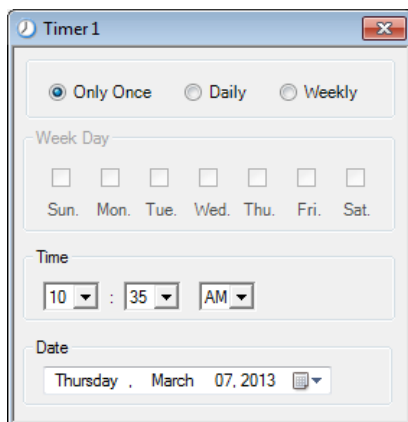 Timer 1
Only Once Daily Weekly
Week Day
Sun. Mon. Tue. Wed. Thu. Fri. Sat.
Time
10 : 35 AM
Date
Thursday , March 07, 2013